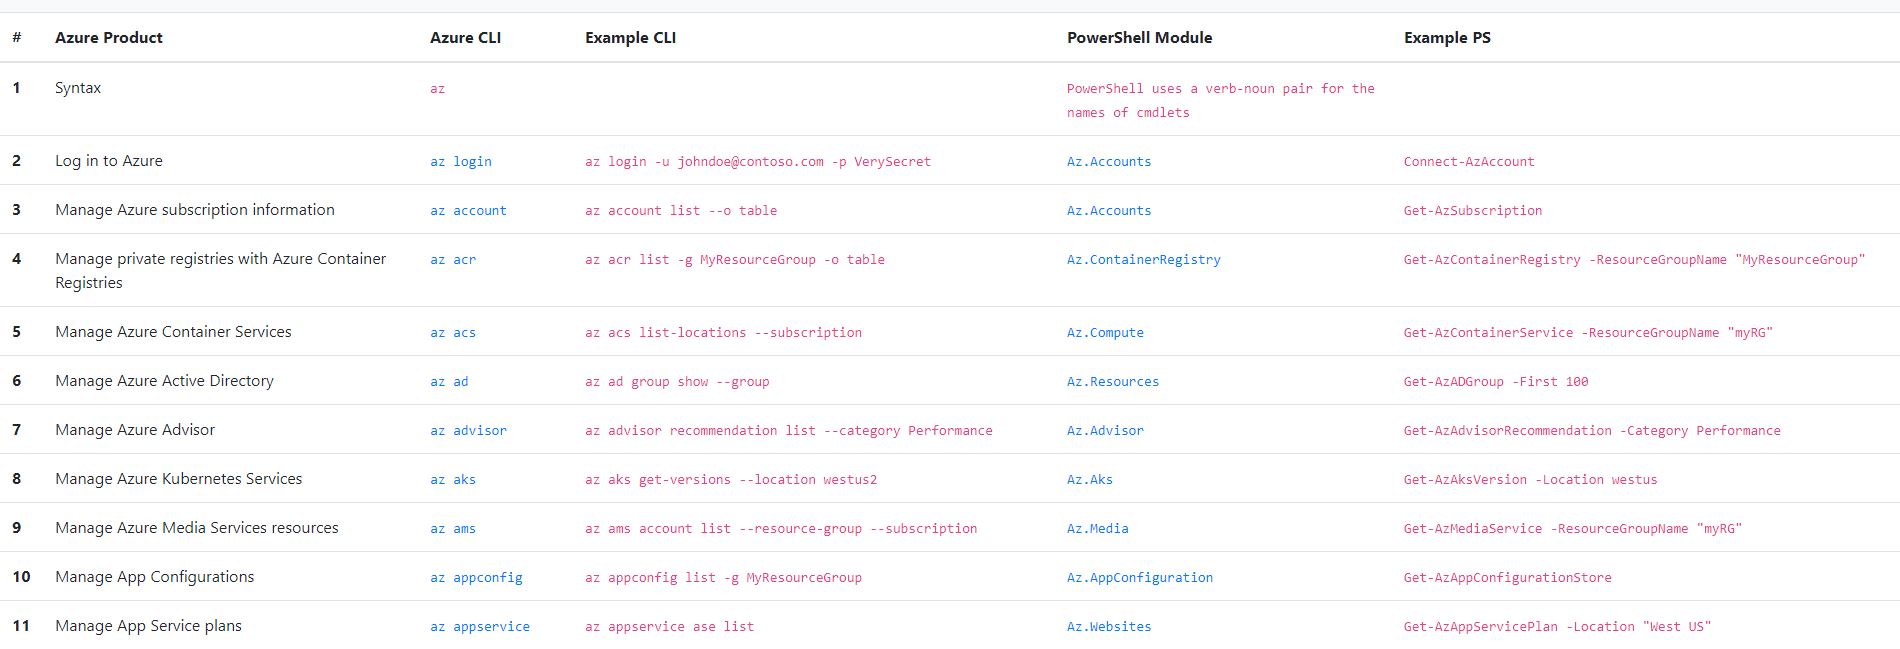 # Azure Product Azure CLI Example CLI PowerShell Module Example PS
1 Syntax az PowerShell uses a verb-noun pair for the
names of cmdlets
2 Log in to Azure az login az login -u johndoe@contoso.com -p VerySecret Az.Accounts Connect-AzAccount
3 Manage Azure subscription information az account az account list --o table Az.Accounts Get-AzSubscription
4 Manage private registries with Azure Container az acr az acr list -g MyResourceGroup -o table Az.ContainerRegistry Get-AzContainerRegistry -ResourceGroupName "MyResourceGroup"
Registries
5 Manage Azure Container Services az acs az acs list-locations --subscription Az.Compute Get-AzContainerService -ResourceGroupName "myRG"
6 Manage Azure Active Directory az ad az ad group show --group Az.Resources Get-AzADGroup -First 100
7 Manage Azure Advisor az advisor az advisor recommendation list --category Performance Az.Advisor Get-AzAdvisorRecommendation -Category Performance
8 Manage Azure Kubernetes Services az aks az aks get-versions --location westus2 Az.Aks Get-AzAksVersion -Location westus
9 Manage Azure Media Services resources az ams az ams account list --resource-group --subscription Az.Media Get-AzMediaService -ResourceGroupName "myRG"
10 Manage App Configurations az appconfig az appconfig list -g MyResourceGroup Az.AppConfiguration Get-AzAppConfigurationStore
11 Manage App Service plans az appservice az appservice ase list Az.Websites Get-AzAppServicePlan -Location "West US"